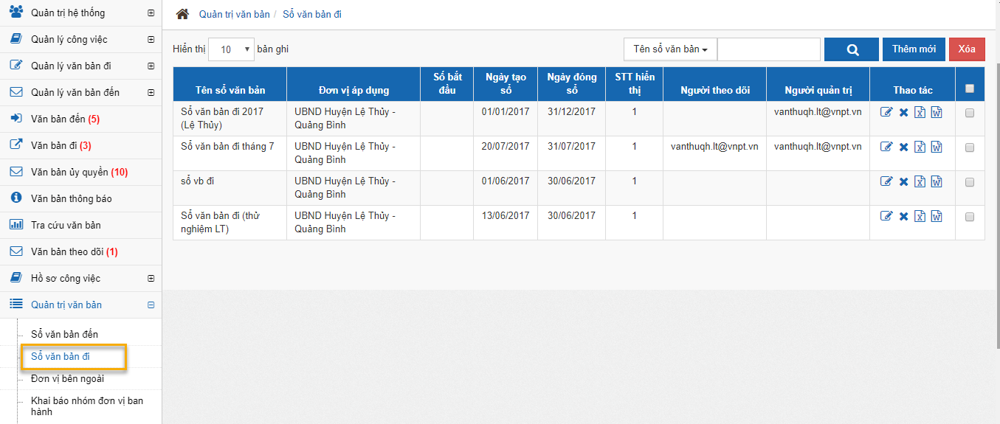 Quản trị hệ thống
Quản lý công việc
Quản lý văn bản đi
Quản lý văn bản đến
Văn bản đến (5)
Văn bản đi (3)
Văn bản ủy quyền (10)
Văn bản thông báo
Tra cứu văn bản
Văn bản theo dõi (1)
Hồ sơ công việc
Quản trị văn bản
Sổ văn bản đến
Sổ văn bản đi
Đơn vị bên ngoài
Khai báo nhóm đơn vị ban
hành
Quản trị văn bản / Sổ văn bản đi
Hiển thị 10 bản ghi
Tên sổ văn bản
Thêm mới
Xóa
Tên sổ văn bản
Đơn vị áp dụng
Số bắt
đầu
Ngày tạo
số
Ngày đóng
số
STT hiển
thị
Người theo dõi
Người quản trị
Thao tác
Sổ văn bản đi 2017
(Lệ Thủy)
UBND Huyện Lệ Thủy -
Quảng Bình
01/01/2017
31/12/2017
1
vanthuqh.lt@vnpt.vn
Sổ văn bản đi tháng 7
UBND Huyện Lệ Thủy -
Quảng Bình
20/07/2017
31/07/2017
1
vanthuqh.lt@vnpt.vn
vanthuqh.lt@vnpt.vn
sổ vb đi
UBND Huyện Lệ Thủy -
Quảng Bình
01/06/2017
30/06/2017
1
Sổ văn bản đi (thử
nghiệm LT)
UBND Huyện Lệ Thủy -
Quảng Bình
13/06/2017
30/06/2017
1